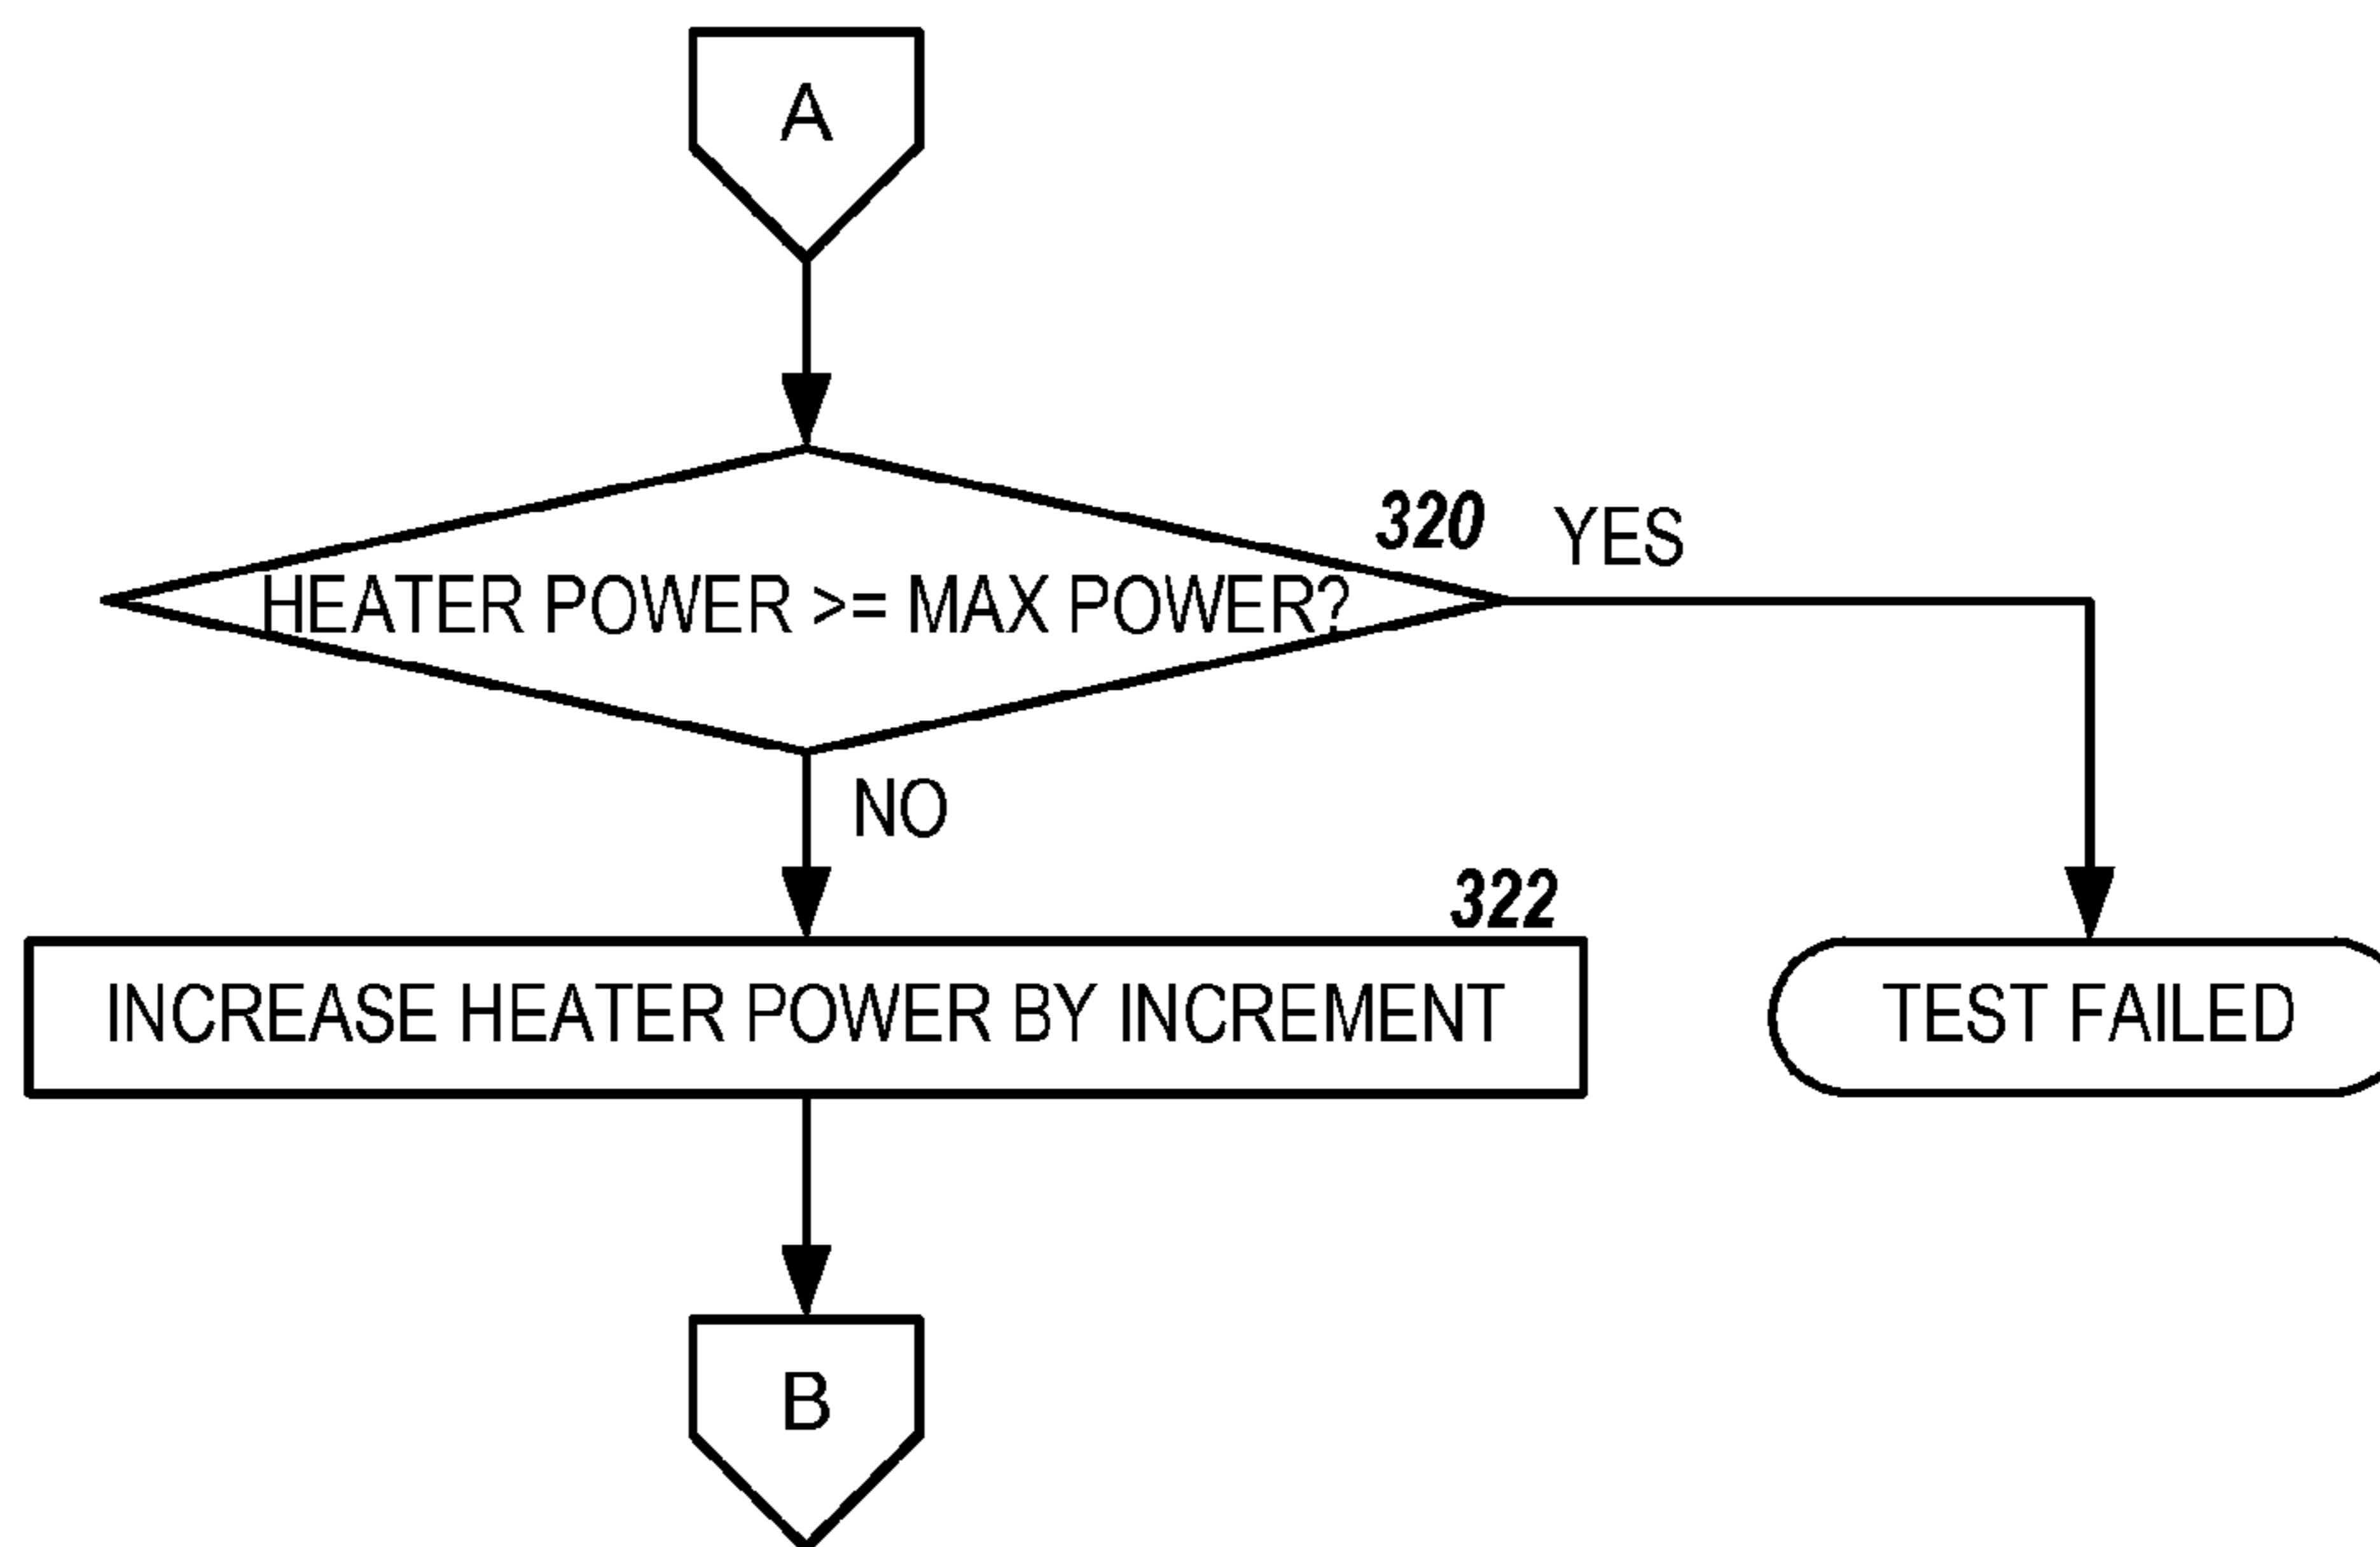 A
320
YES
HEATER POWER >= MAX POWER?
NO
322
INCREASE HEATER POWER BY INCREMENT
TEST FAILED
B